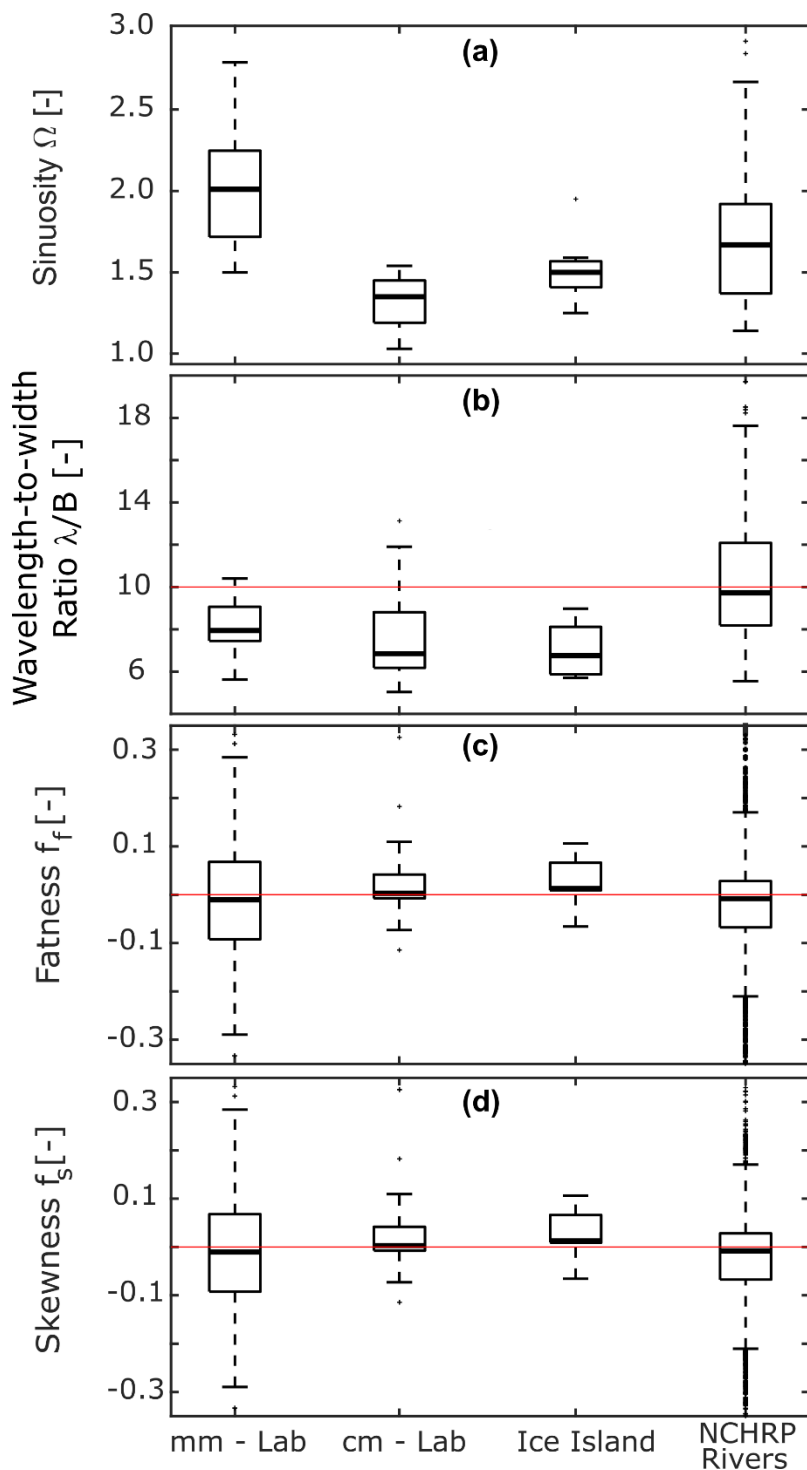 (a)
Sinuosity Ω [-]
3.0
2.5
2.0
1.5
1.0
(b)
Wavelength-to-width
Ratio λ/B [-]
18
14
10
6
(c)
Fatness f_f [-]
0.3
0.1
-0.1
-0.3
(d)
Skewness f_s [-]
0.3
0.1
-0.1
-0.3
mm - Lab
cm - Lab
Ice Island
NCHRP
Rivers